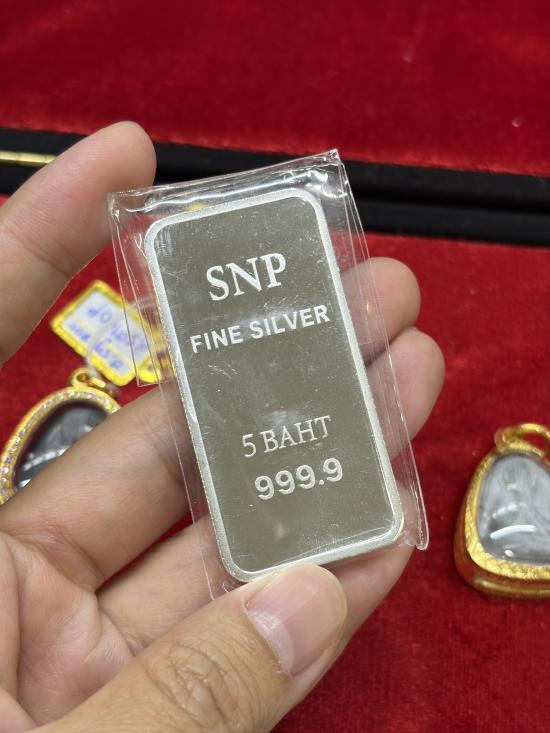 SNP
FINE SILVER
5 BAHT
999.9